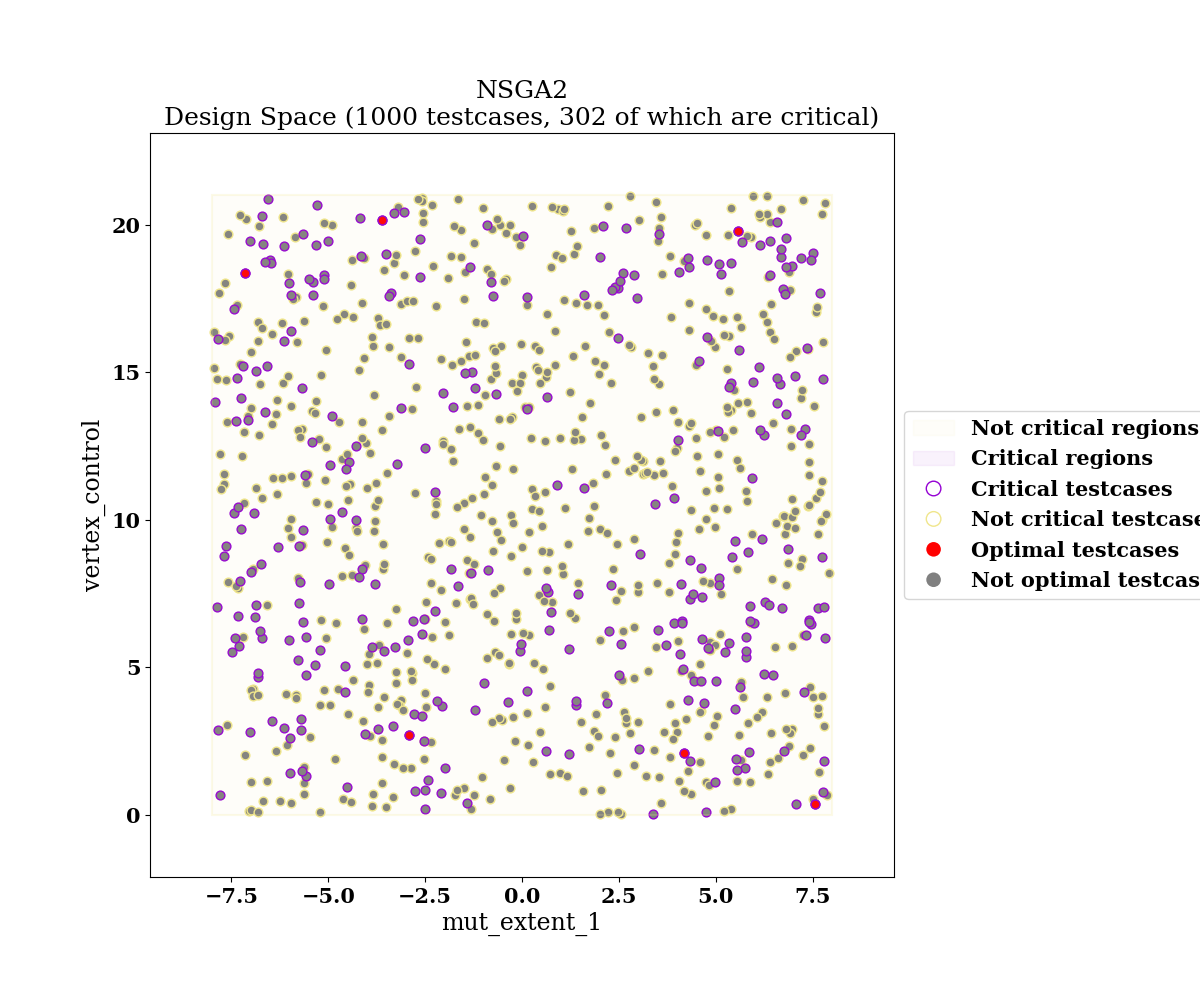 NSGA2
Design Space (1000 testcases, 302 of which are critical)
20
15
10
5
0
vertex_control
−7.5 −5.0 −2.5 0.0 2.5 5.0 7.5
mut_extent_1
Not critical regions
Critical regions
Critical testcases
Not critical testcase
Optimal testcases
Not optimal testcas